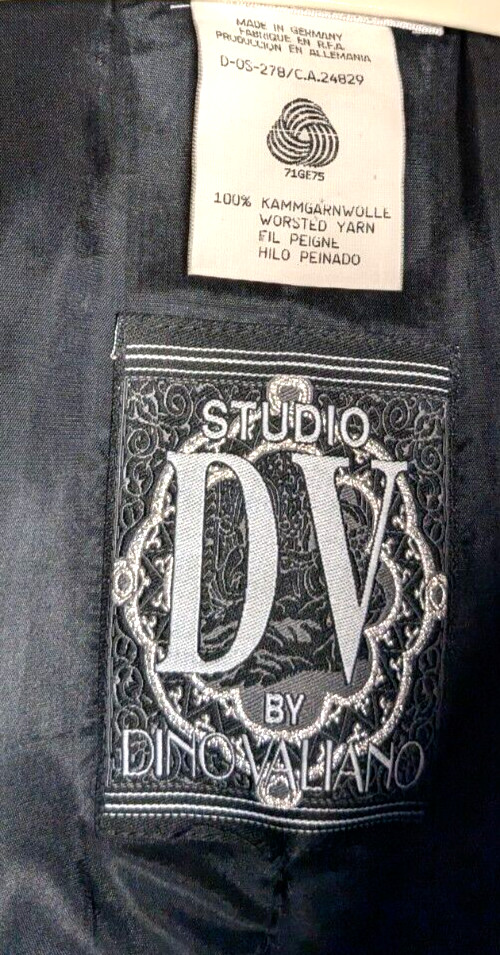 MADE IN GERMANY
FABRIQUE EN R.F.A.
PRODUCCION EN ALLEMANIA
D-OS-278/C.A.24829
71GE75
100% KAMMGARNWOLLE
WORSTED YARN
FIL PEIGNE
HILO PEINADO
STUDIO
DV
BY
DINO VALIANO